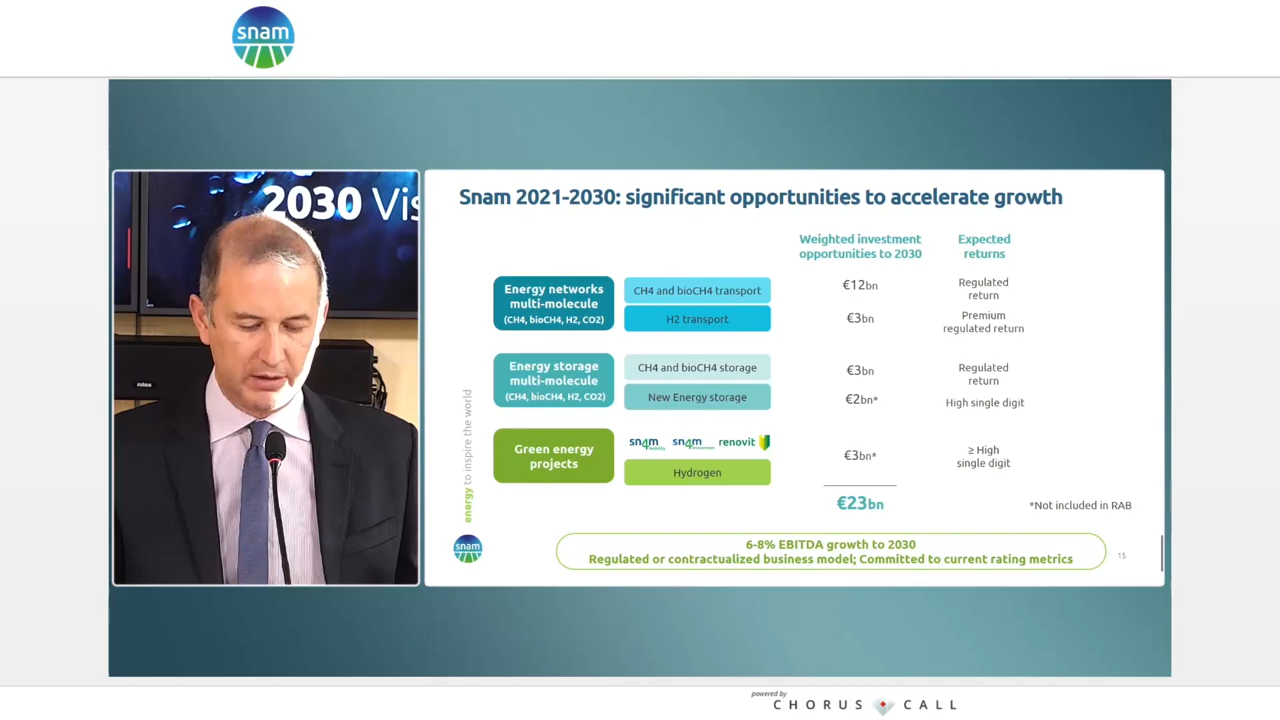 snam
2030 Vis
Snam 2021-2030: significant opportunities to accelerate growth
Weighted investment
opportunities to 2030
Expected
returns
Energy networks
multi-molecule
(CH4, bioCH4, H2, CO2)
CH4 and bioCH4 transport
€12bn
Regulated
return
H2 transport
€3bn
Premium
regulated return
Energy storage
multi-molecule
(CH4, bioCH4, H2, CO2)
CH4 and bioCH4 storage
€3bn
Regulated
return
New Energy storage
€2bn*
High single digit
Green energy
projects
sn4m mobility
sn4m
renovit
Hydrogen
€3bn*
≥ High
single digit
€23bn
*Not included in RAB
energy to inspire the world
snam
6-8% EBITDA growth to 2030
Regulated or contractualized business model; Committed to current rating metrics
15
powered by
CHORUS CALL